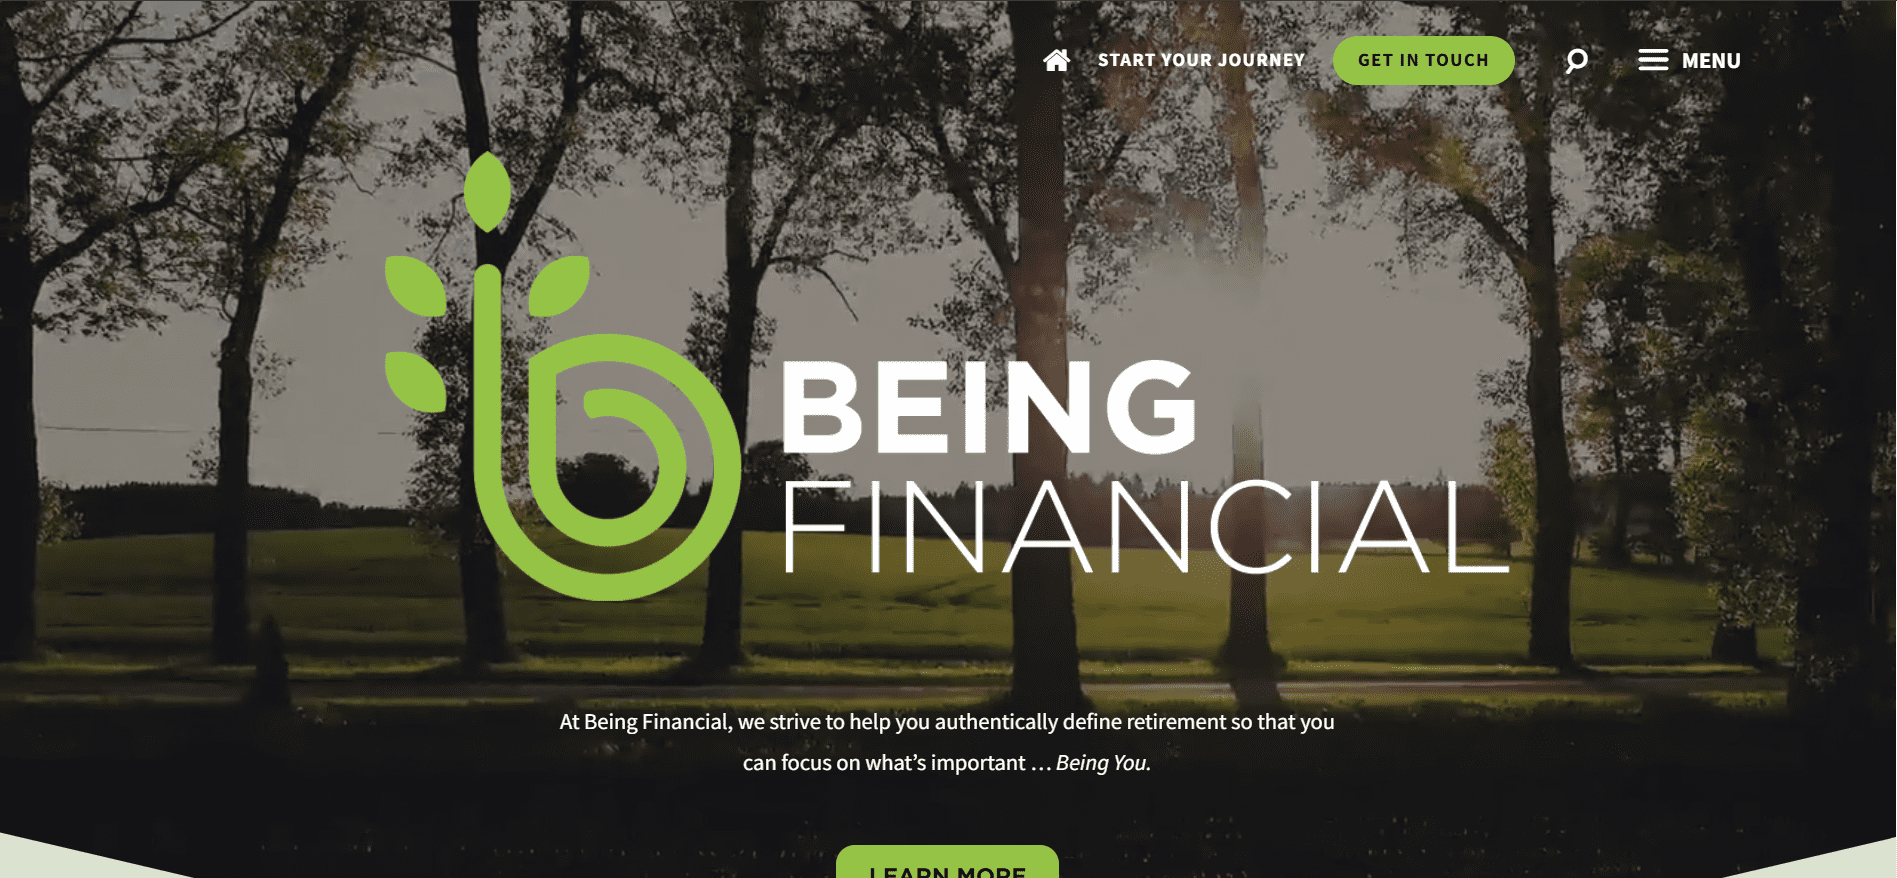 START YOUR JOURNEY
GET IN TOUCH
MENU
BEING
FINANCIAL
At Being Financial, we strive to help you authentically define retirement so that you
can focus on what’s important … Being You.
LEARN MORE